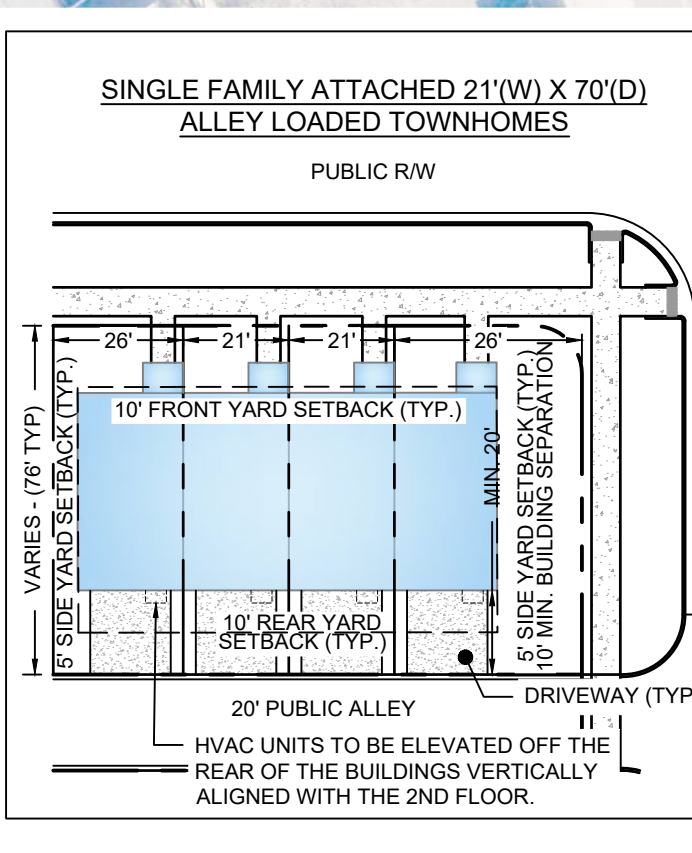 SINGLE FAMILY ATTACHED 21'(W) X 70'(D)
ALLEY LOADED TOWNHOMES
PUBLIC R/W
26'
21'
21'
26'
VARIES - (76' TYP)
5' SIDE YARD SETBACK (TYP.)
10' FRONT YARD SETBACK (TYP.)
MIN. 20'
5' SIDE YARD SETBACK (TYP.)
10' MIN. BUILDING SEPARATION
10' REAR YARD
SETBACK (TYP.)
20' PUBLIC ALLEY
DRIVEWAY (TYP
HVAC UNITS TO BE ELEVATED OFF THE
REAR OF THE BUILDINGS VERTICALLY
ALIGNED WITH THE 2ND FLOOR.